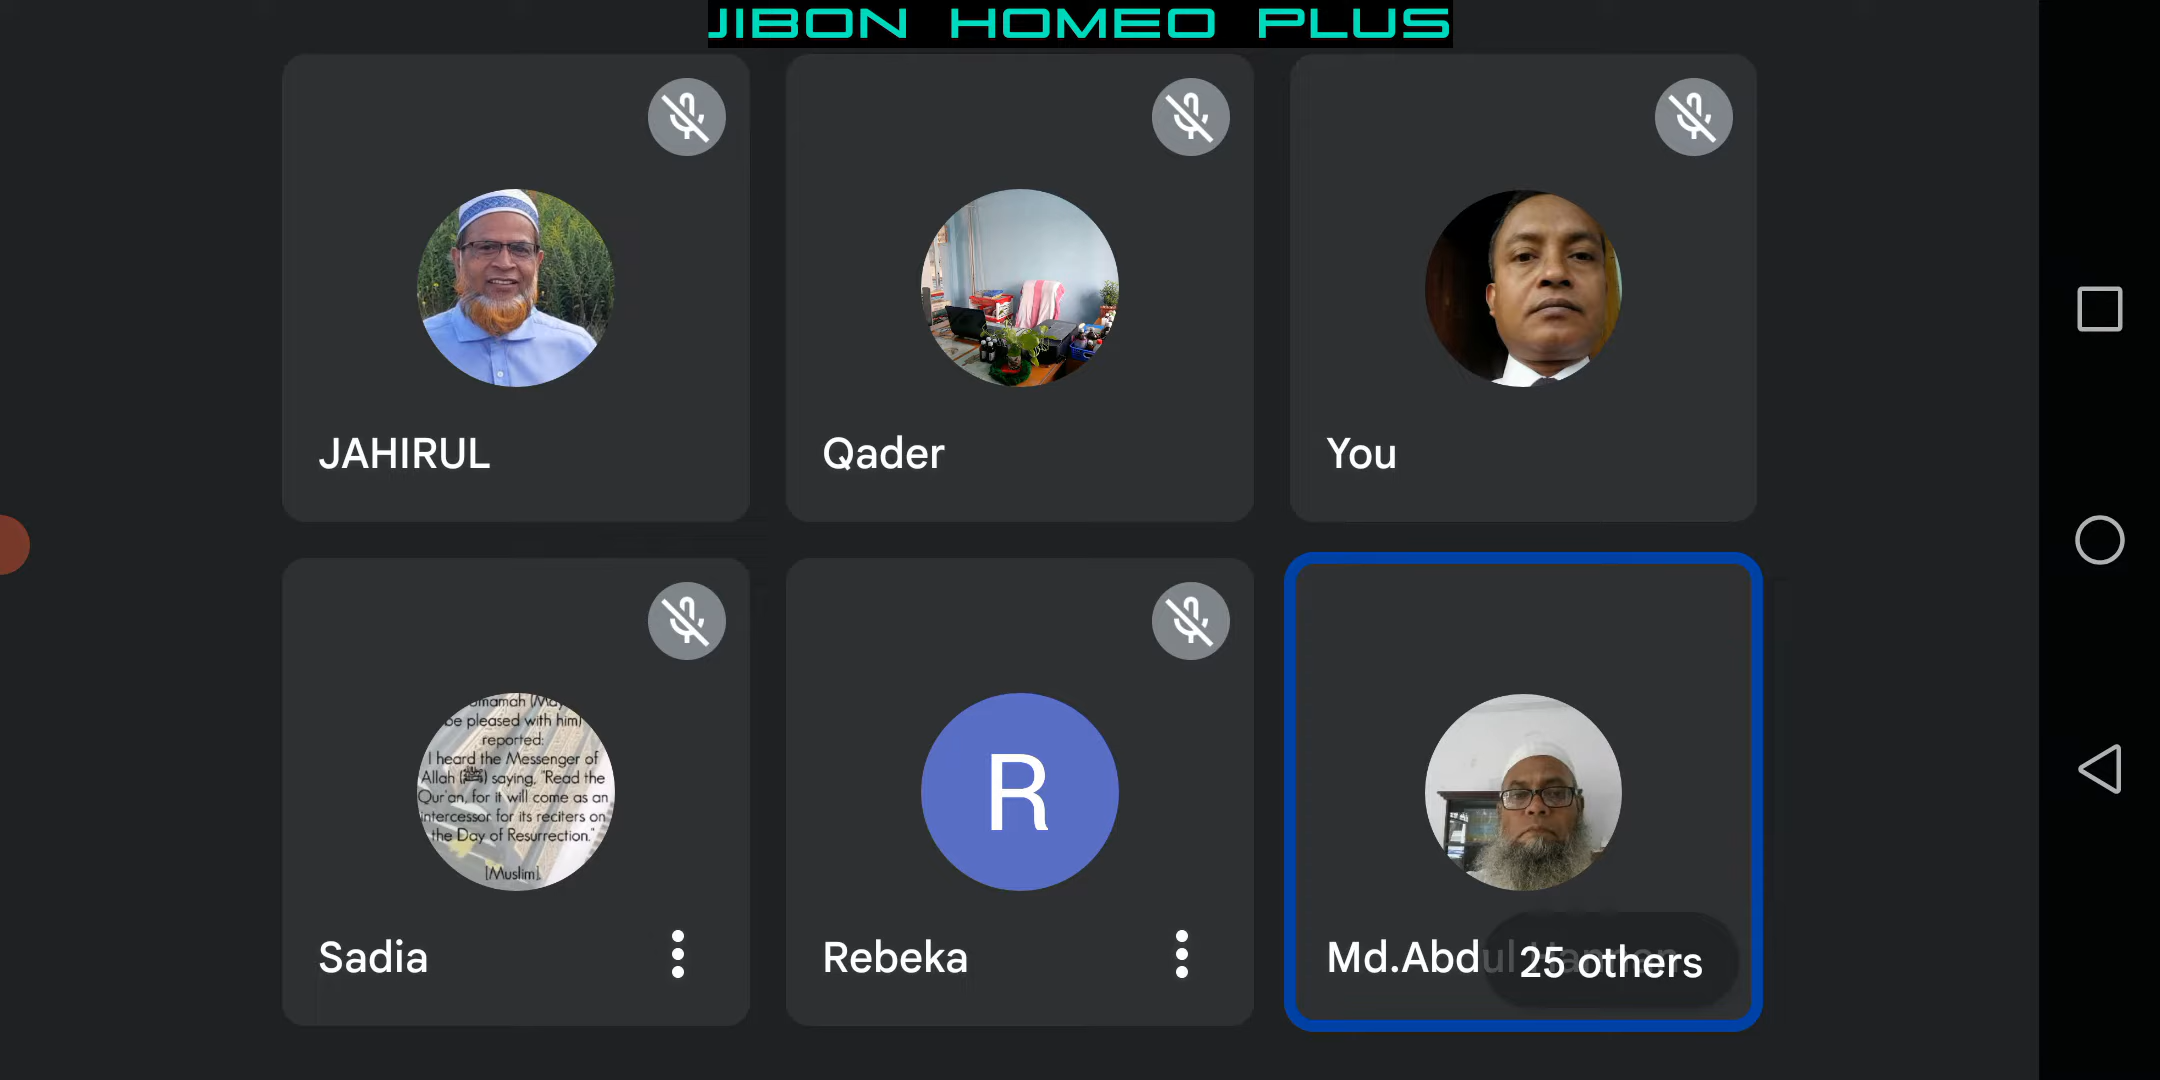 JIBON HOMEO PLUS
JAHIRUL
Qader
You
be pleased with him)
reported:
I heard the Messenger of
Allah (ﷺ) saying, "Read the
Qur'an, for it will come as an
intercessor for its reciters on
the Day of Resurrection."
[Muslim]
Sadia
R
Rebeka
Md.Abdul Hannan
25 others